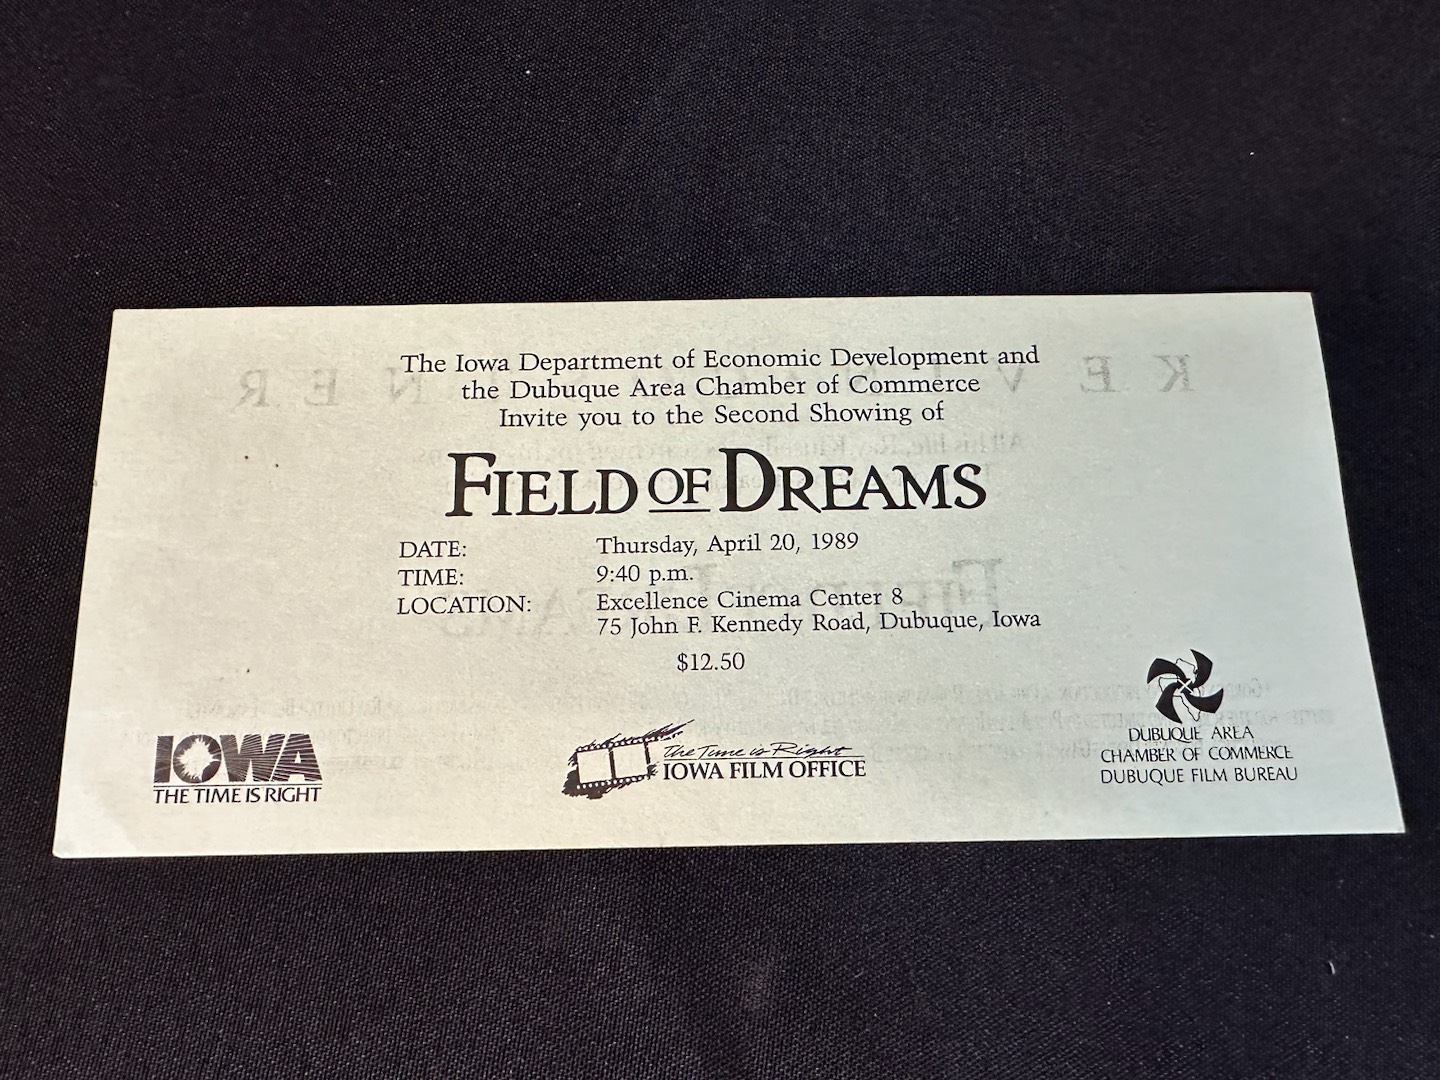 The Iowa Department of Economic Development and
the Dubuque Area Chamber of Commerce
Invite you to the Second Showing of
FIELD OF DREAMS
DATE: Thursday, April 20, 1989
TIME: 9:40 p.m.
LOCATION: Excellence Cinema Center 8
75 John F. Kennedy Road, Dubuque, Iowa
$12.50
IOWA
THE TIME IS RIGHT
The Time is Right
IOWA FILM OFFICE
DUBUQUE AREA
CHAMBER OF COMMERCE
DUBUQUE FILM BUREAU